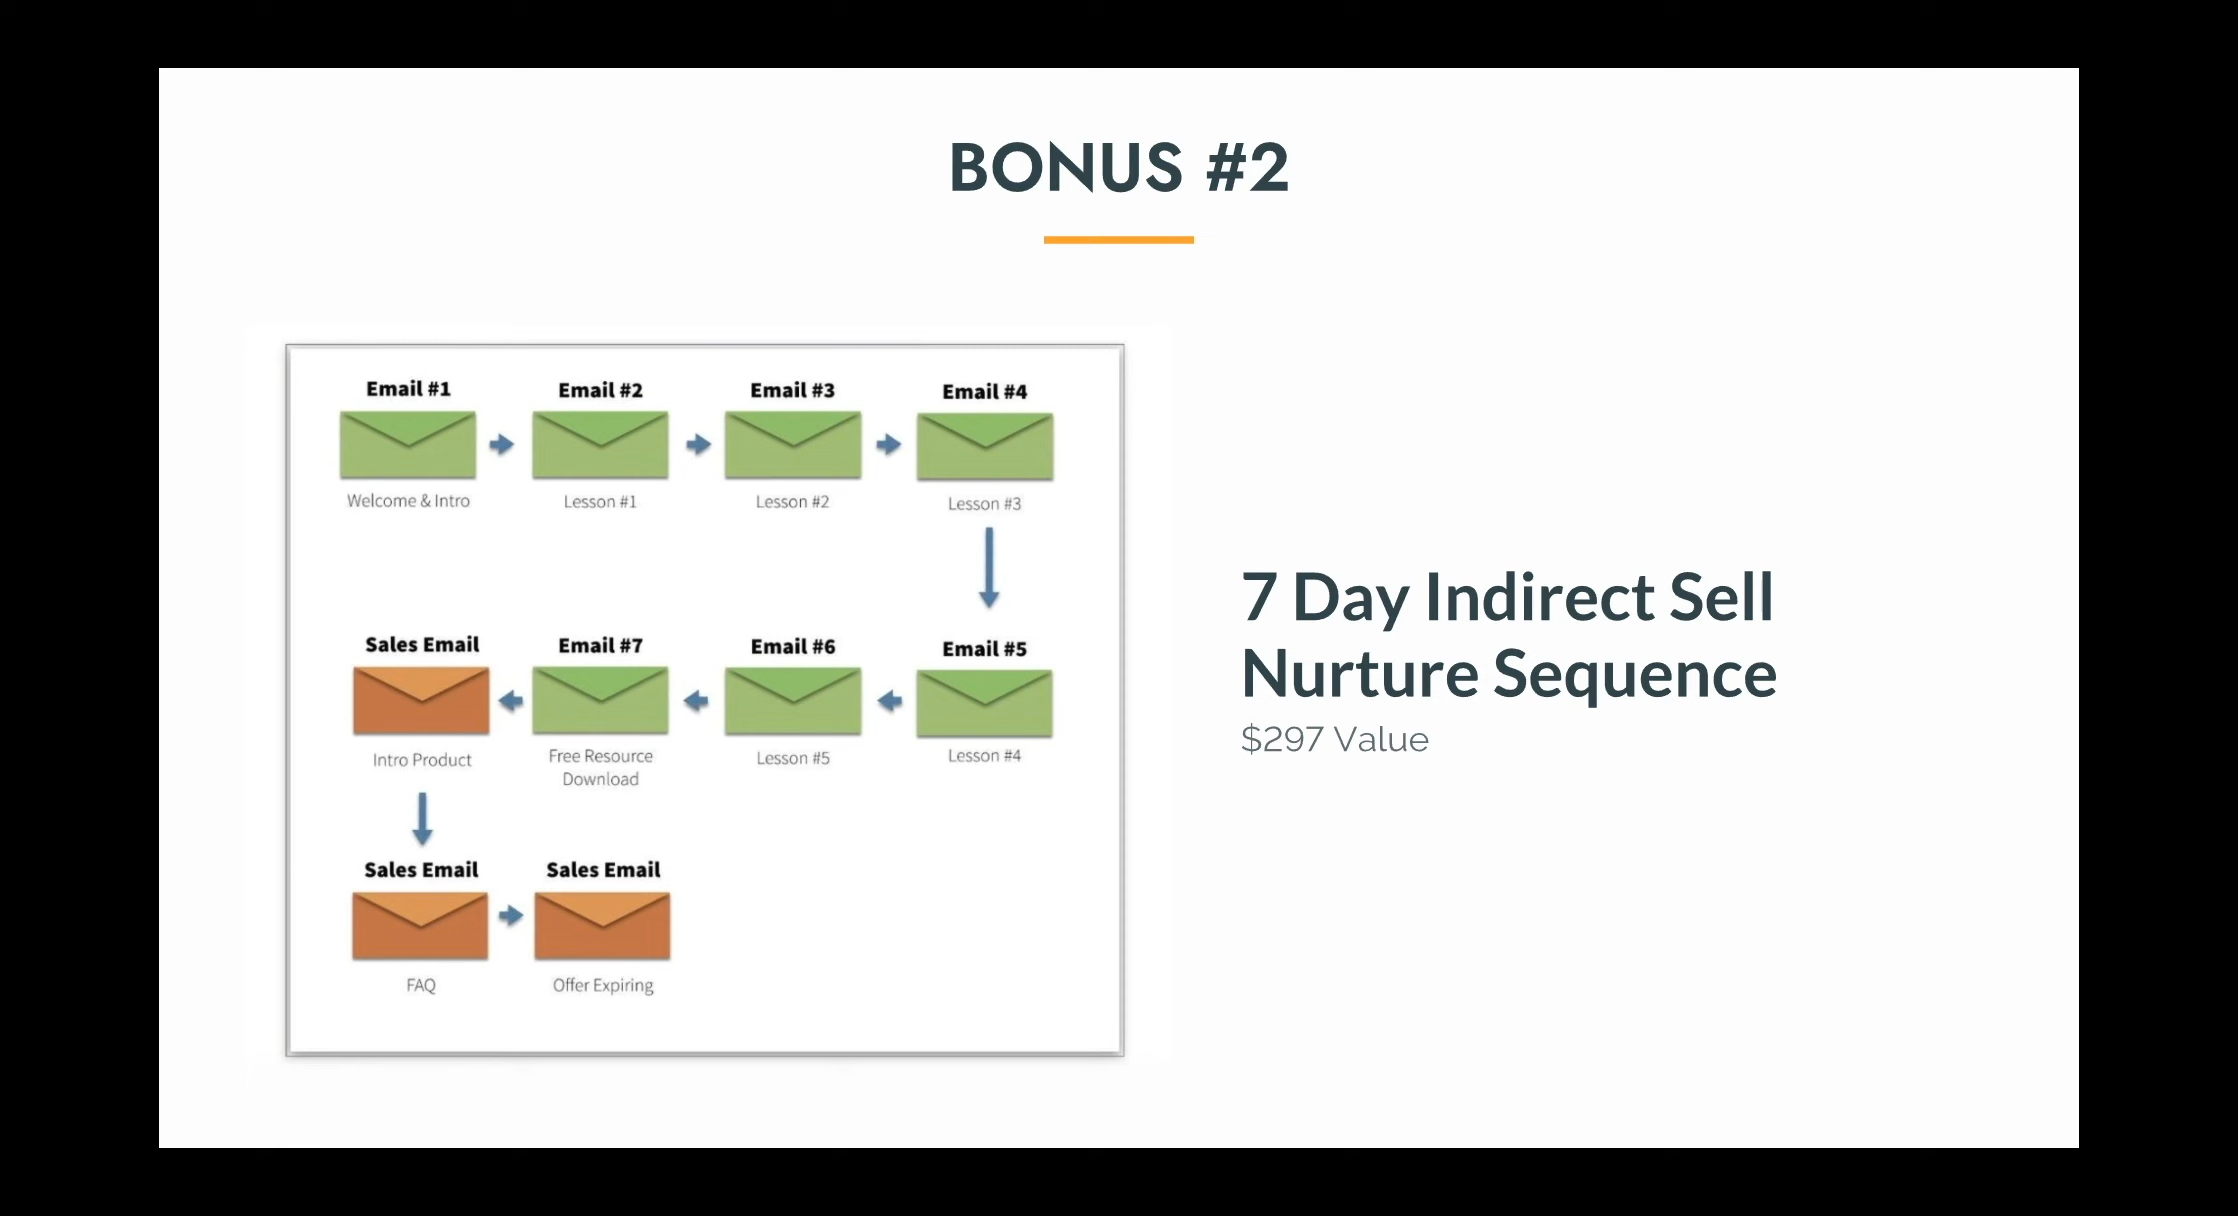 BONUS #2
Email #1
Email #2
Email #3
Email #4
Welcome & Intro
Lesson #1
Lesson #2
Lesson #3
Sales Email
Email #7
Email #6
Email #5
Intro Product
Free Resource
Download
Lesson #5
Lesson #4
Sales Email
Sales Email
FAQ
Offer Expiring
7 Day Indirect Sell
Nurture Sequence
$297 Value